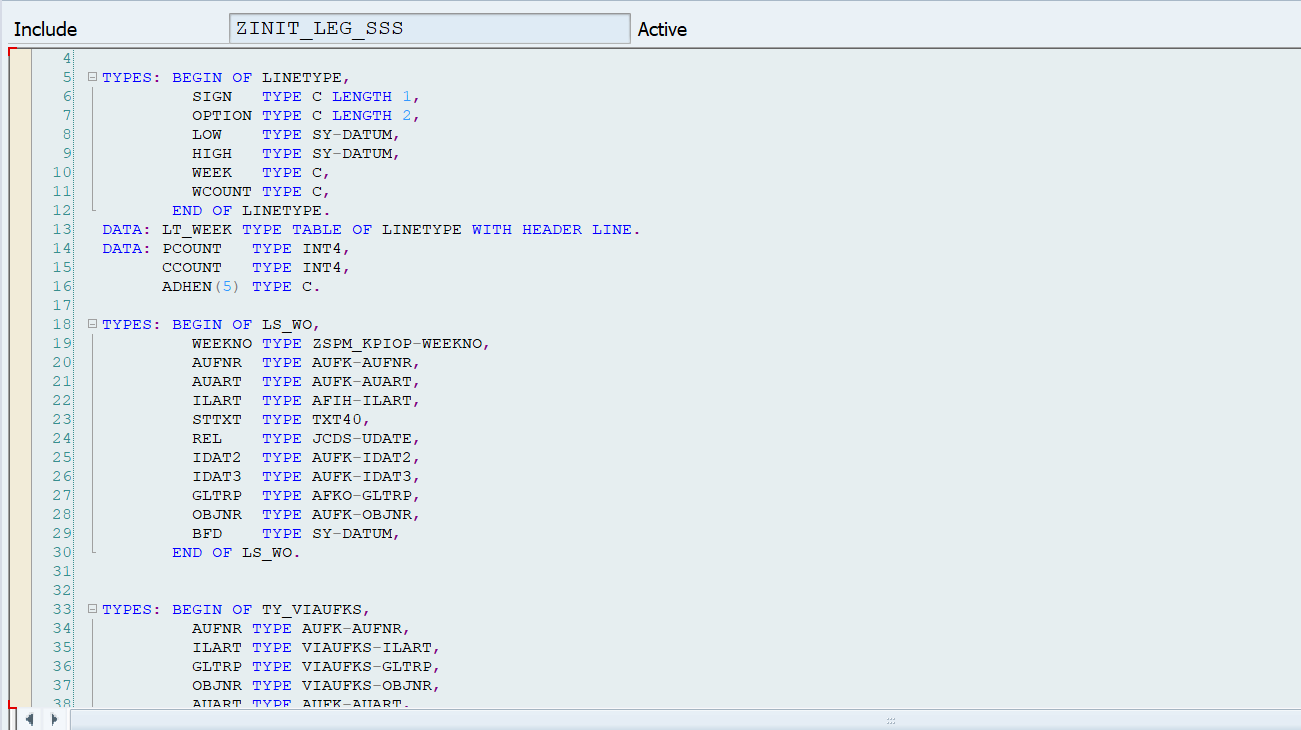 Include ZINIT_LEG_SSS Active
4
5 TYPES: BEGIN OF LINETYPE,
6 SIGN TYPE C LENGTH 1,
7 OPTION TYPE C LENGTH 2,
8 LOW TYPE SY-DATUM,
9 HIGH TYPE SY-DATUM,
10 WEEK TYPE C,
11 WCOUNT TYPE C,
12 END OF LINETYPE.
13 DATA: LT_WEEK TYPE TABLE OF LINETYPE WITH HEADER LINE.
14 DATA: PCOUNT TYPE INT4,
15 CCOUNT TYPE INT4,
16 ADHEN(5) TYPE C.
17
18 TYPES: BEGIN OF LS_WO,
19 WEEKNO TYPE ZSPM_KPIOP-WEEKNO,
20 AUFNR TYPE AUFK-AUFNR,
21 AUART TYPE AUFK-AUART,
22 ILART TYPE AFIH-ILART,
23 STTXT TYPE TXT40,
24 REL TYPE JCDS-UDATE,
25 IDAT2 TYPE AUFK-IDAT2,
26 IDAT3 TYPE AUFK-IDAT3,
27 GLTRP TYPE AFKO-GLTRP,
28 OBJNR TYPE AUFK-OBJNR,
29 BFD TYPE SY-DATUM,
30 END OF LS_WO.
31
32
33 TYPES: BEGIN OF TY_VIAUFKS,
34 AUFNR TYPE AUFK-AUFNR,
35 ILART TYPE VIAUFKS-ILART,
36 GLTRP TYPE VIAUFKS-GLTRP,
37 OBJNR TYPE VIAUFKS-OBJNR,
38 AUART TYPE AUFK-AUART,